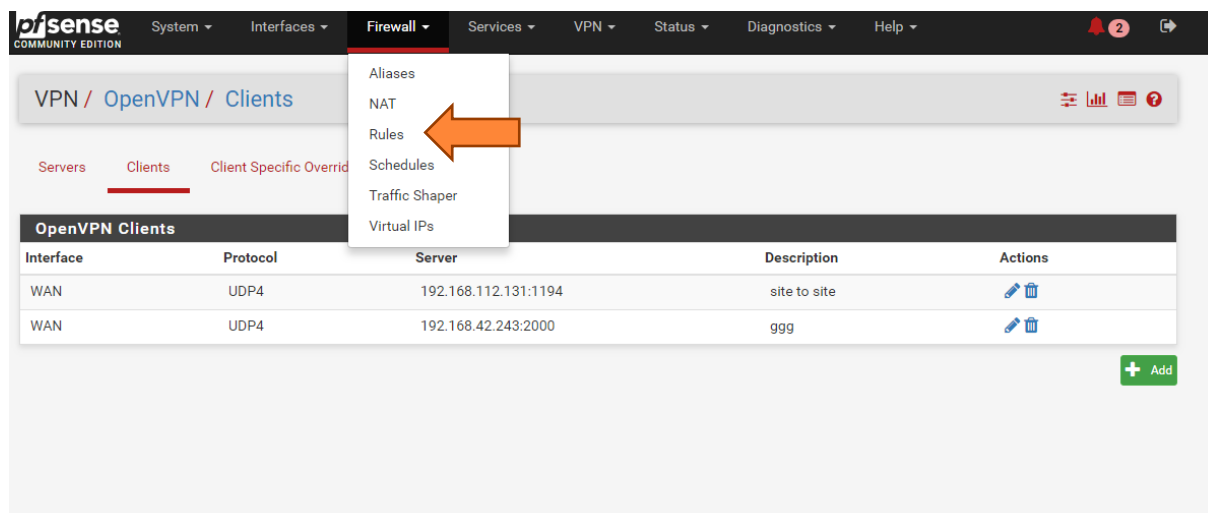 pfsense System Interfaces Firewall Services VPN Status Diagnostics Help 2
COMMUNITY EDITION
Aliases
VPN / OpenVPN / Clients
NAT
Rules
Servers Clients Client Specific Overrid
Schedules
Traffic Shaper
Virtual IPs
OpenVPN Clients
Interface Protocol Server Description Actions
WAN UDP4 192.168.112.131:1194 site to site
WAN UDP4 192.168.42.243:2000 ggg
Add